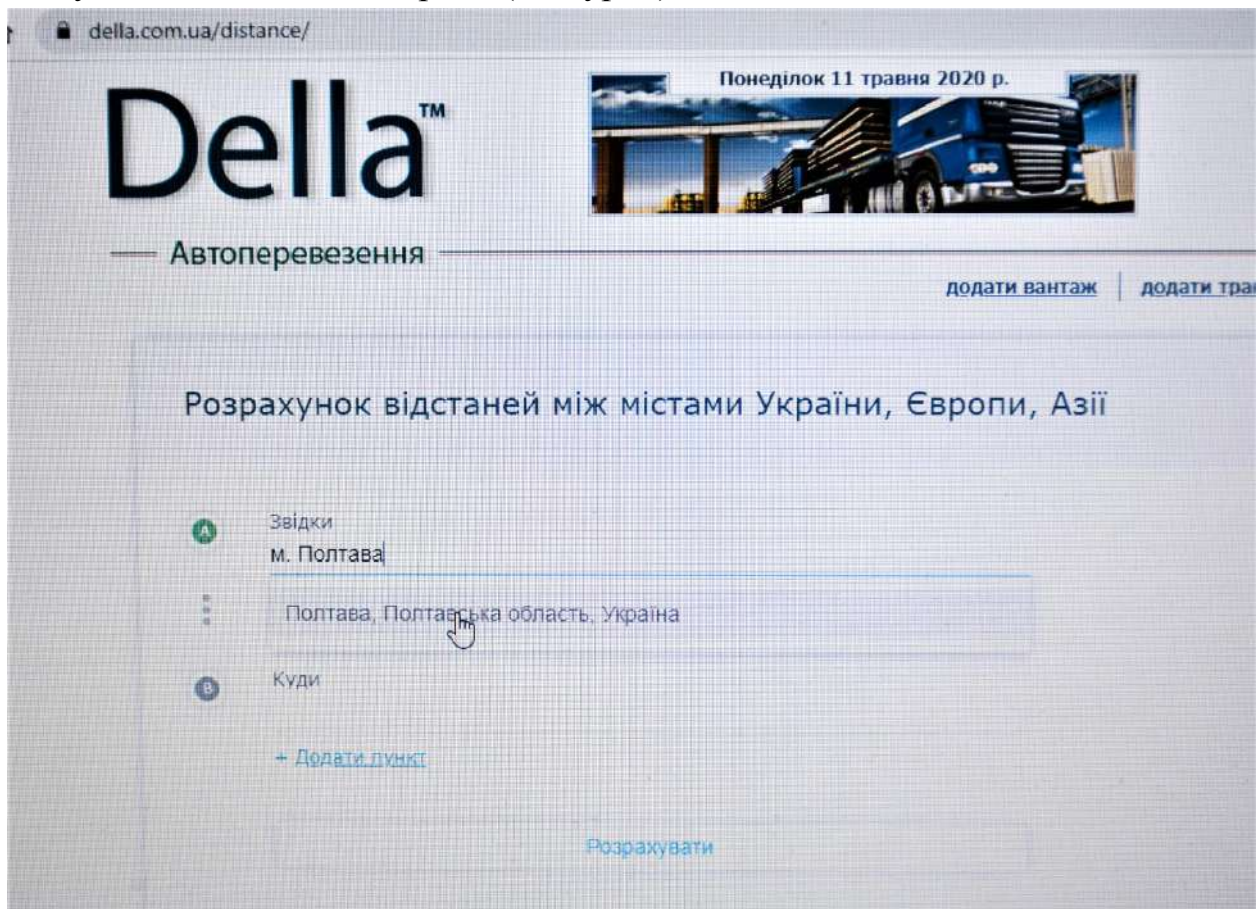 della.com.ua/distance/
Понеділок 11 травня 2020 р.
Della™
Автоперевезення
додати вантаж | додати
Розрахунок відстаней між містами України, Європи, Азії
A
Звідки
м. Полтава
Полтава, Полтавська область, Україна
B
Куди
+ Додати пункт
Розрахувати